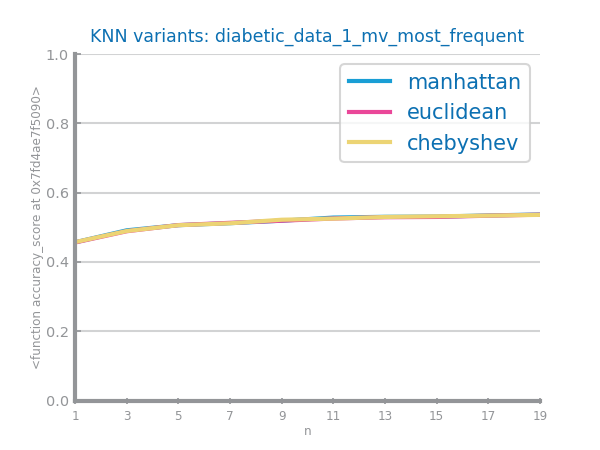 KNN variants: diabetic_data_1_mv_most_frequent
<function accuracy_score at 0x7fd4ae7f5090>
1.0
0.8
0.6
0.4
0.2
0.0
manhattan
euclidean
chebyshev
1 3 5 7 9 11 13 15 17 19
n